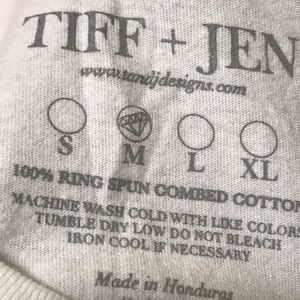 TIFF + JEN
www.tandjdesigns.com
S M L XL
100% RING SPUN COMBED COTTON
MACHINE WASH COLD WITH LIKE COLORS
TUMBLE DRY LOW DO NOT BLEACH
IRON COOL IF NECESSARY
Made in Honduras